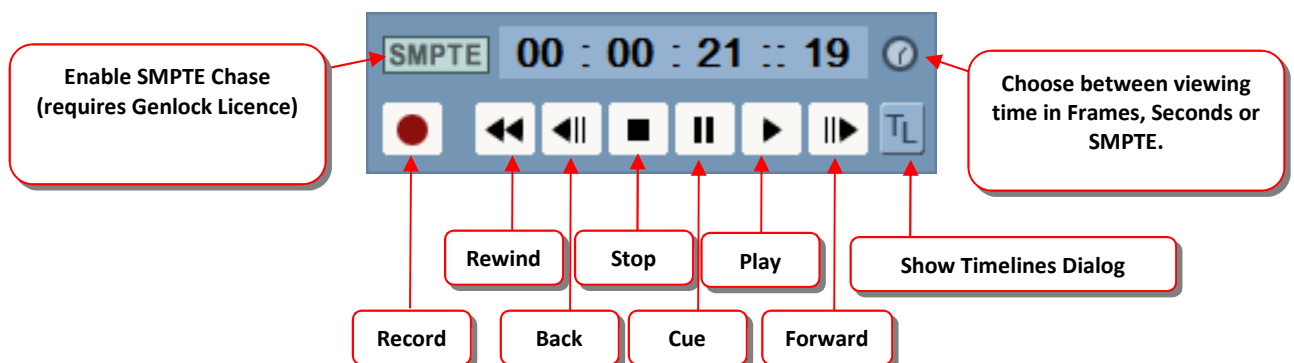 Enable SMPTE Chase
(requires Genlock Licence)
SMPTE 00 : 00 : 21 :: 19
Choose between viewing
time in Frames, Seconds or
SMPTE.
TL
Rewind
Stop
Play
Show Timelines Dialog
Record
Back
Cue
Forward